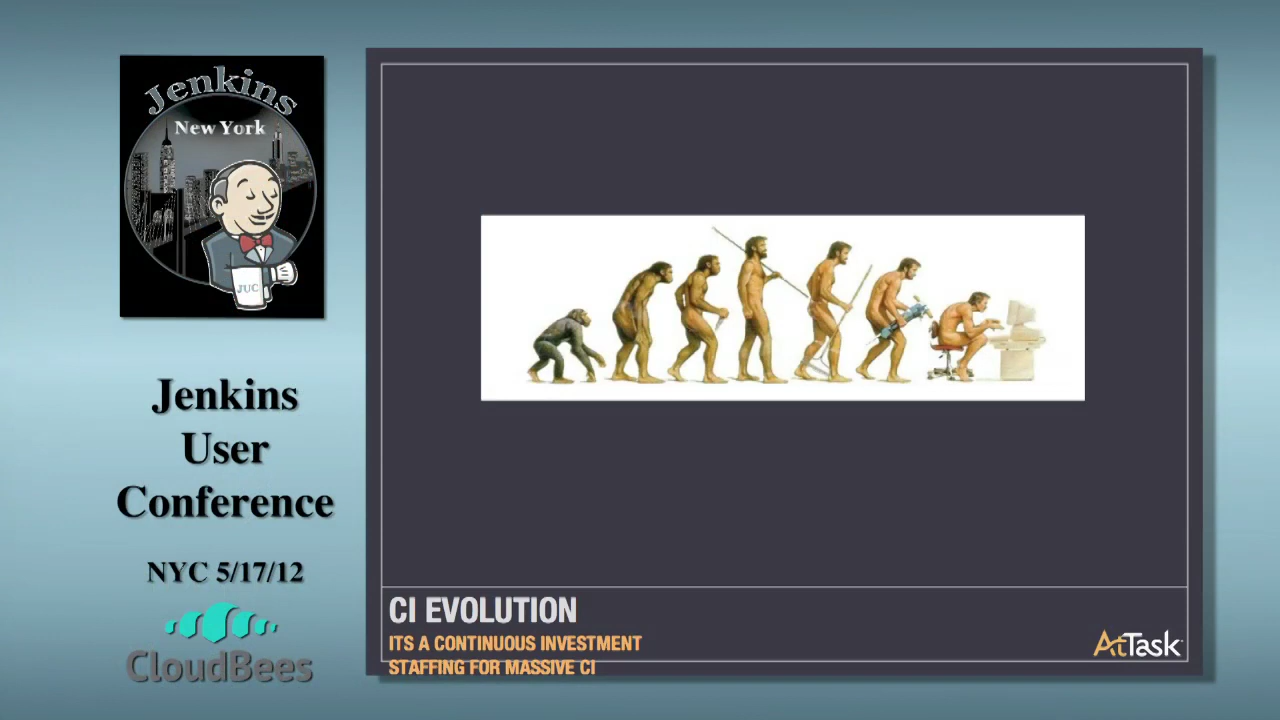 Jenkins
New York
JUC
Jenkins
User
Conference
NYC 5/17/12
CloudBees
CI EVOLUTION
ITS A CONTINUOUS INVESTMENT
STAFFING FOR MASSIVE CI
AtTask